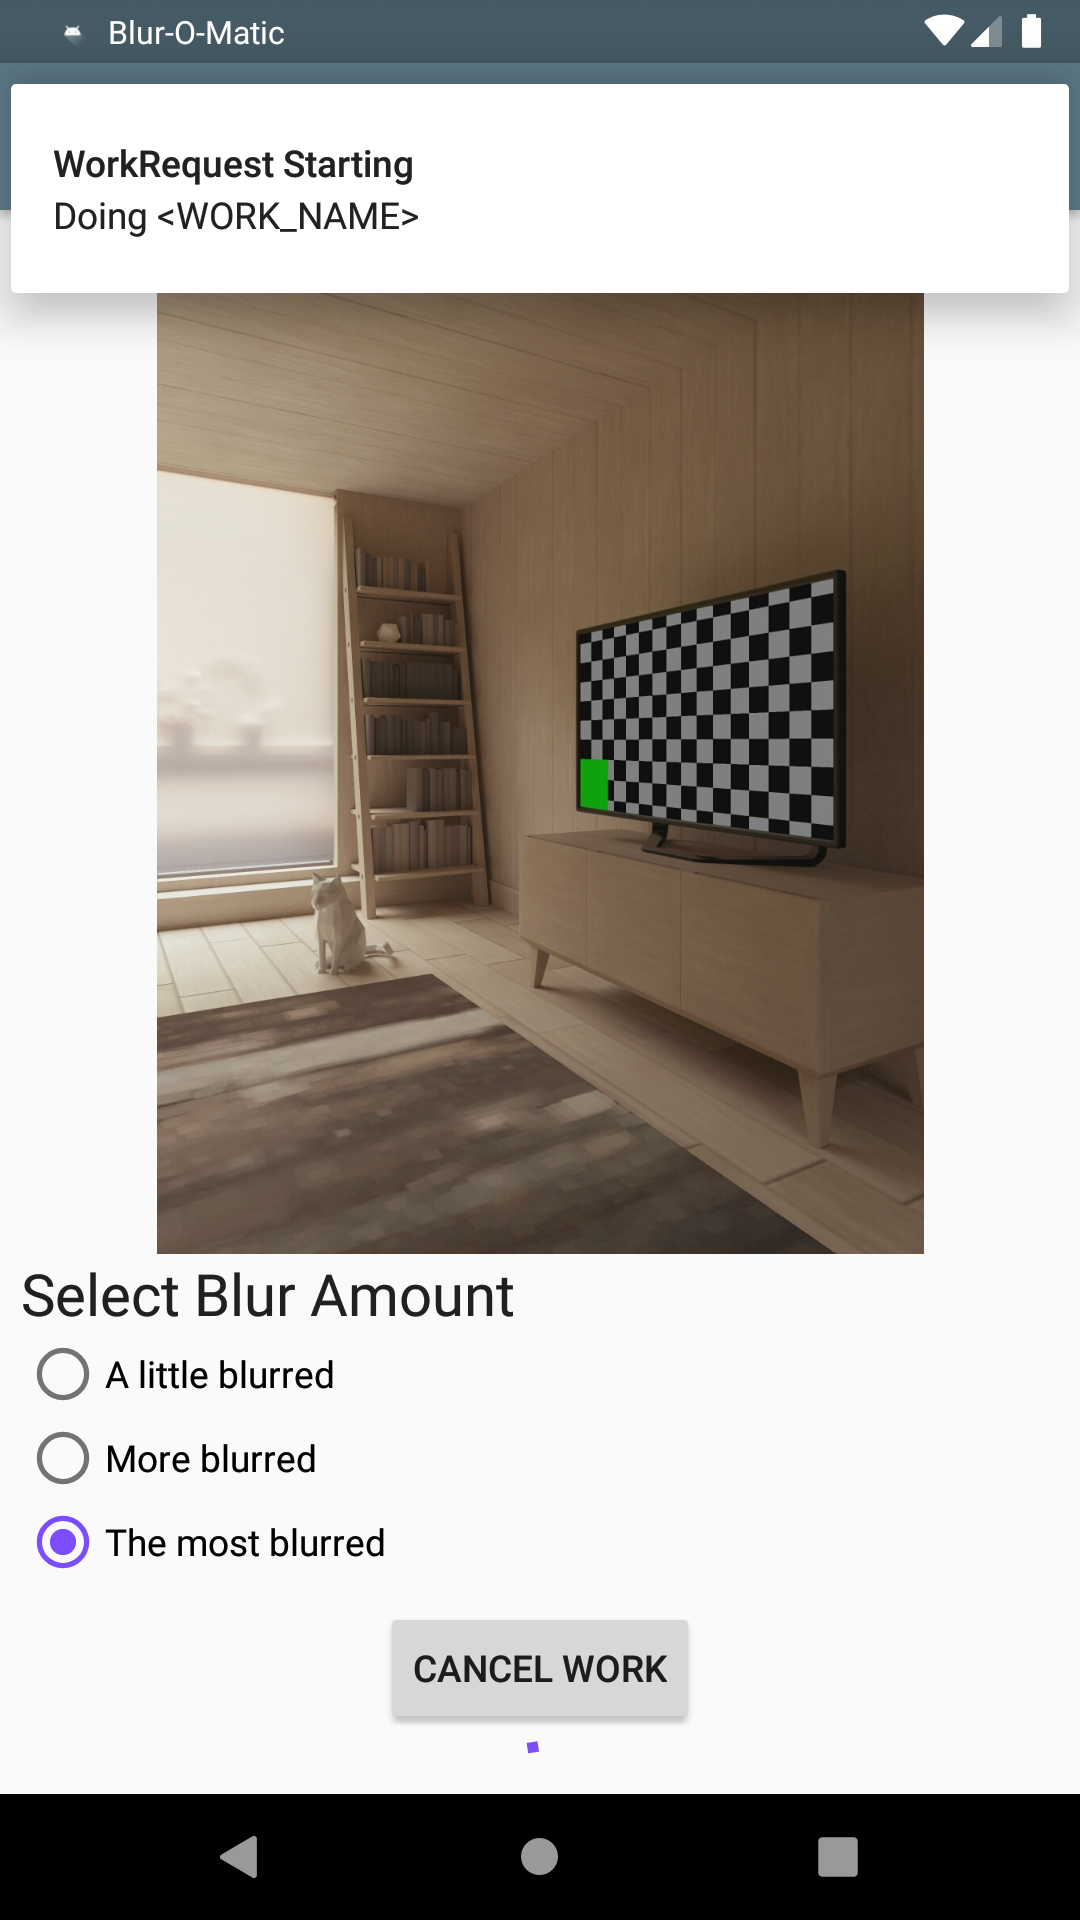 Blur-O-Matic
WorkRequest Starting
Doing <WORK_NAME>
Select Blur Amount
A little blurred
More blurred
The most blurred
CANCEL WORK